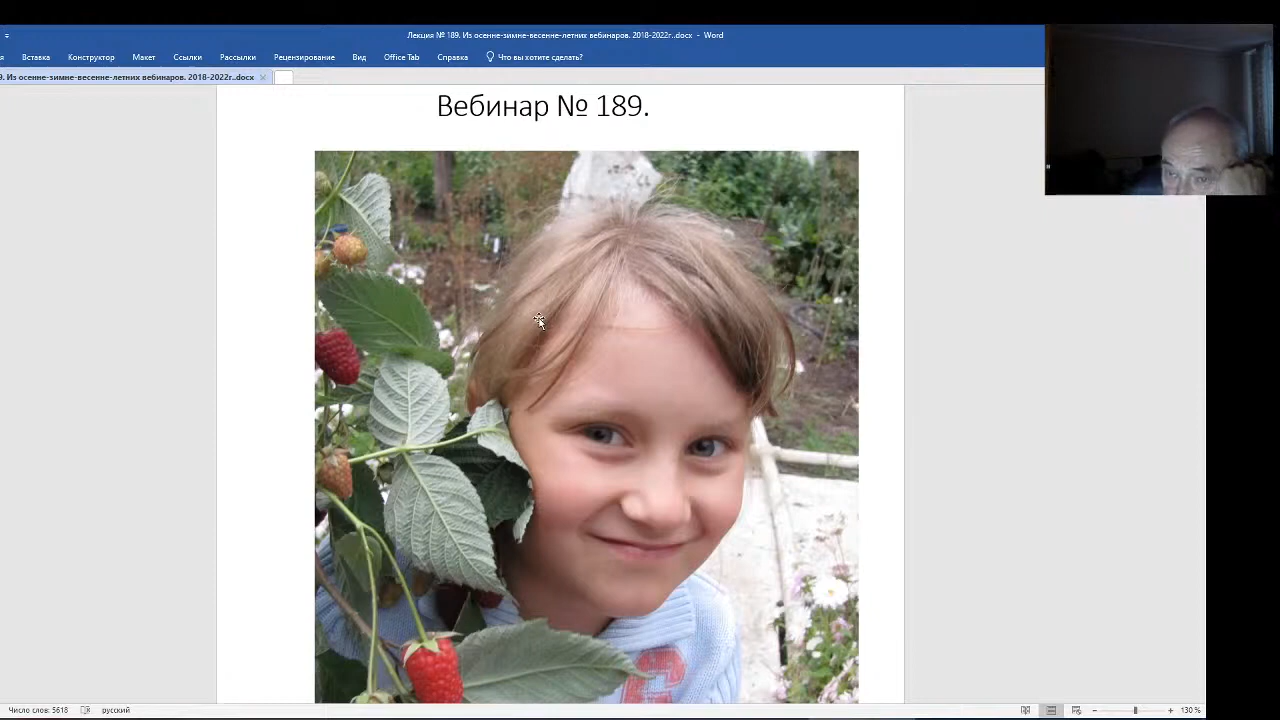 Лекция № 189. Из осенне-зимне-весенне-летних вебинаров. 2018-2022г..docx - Word
я Вставка Конструктор Макет Ссылки Рассылки Рецензирование Вид Office Tab Справка Что вы хотите сделать?
9. Из осенне-зимне-весенне-летних вебинаров. 2018-2022г..docx
Вебинар № 189.
Число слов: 5618 русский 130 %